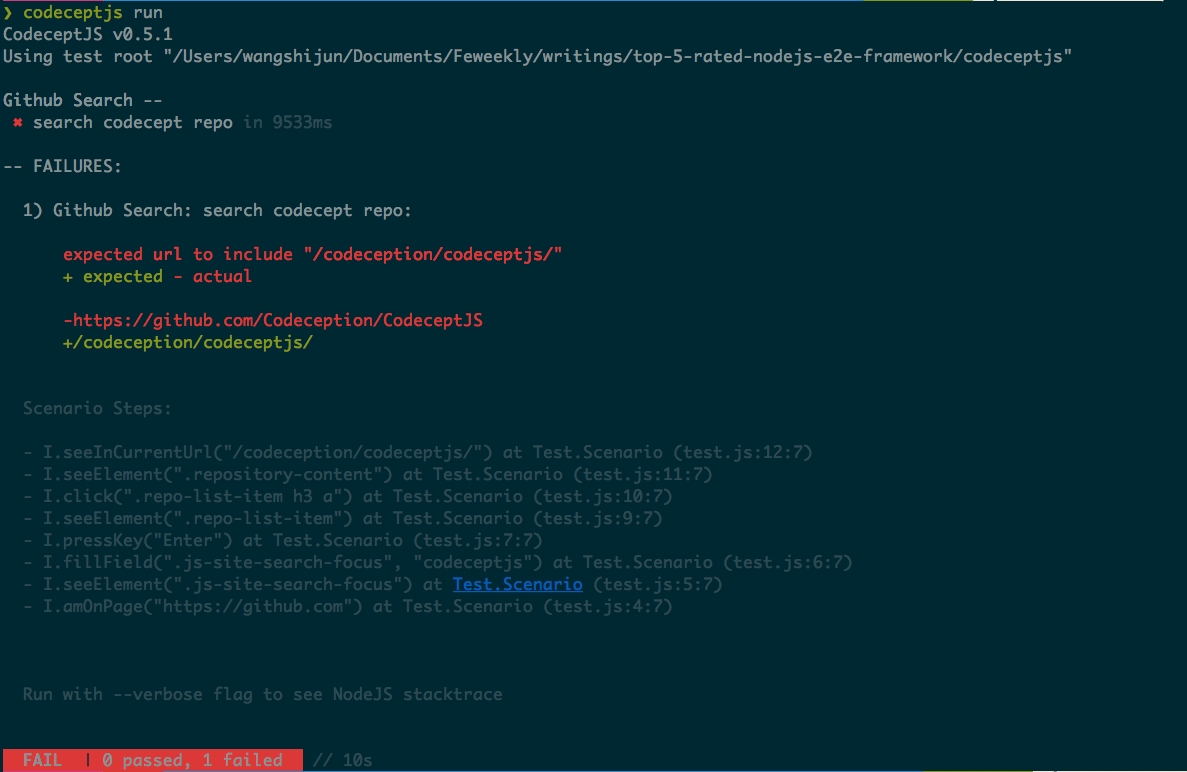 ❯ codeceptjs run
CodeceptJS v0.5.1
Using test root "/Users/wangshijun/Documents/Feweekly/writings/top-5-rated-nodejs-e2e-framework/codeceptjs"
Github Search --
✖ search codecept repo in 9533ms
-- FAILURES:
1) Github Search: search codecept repo:
expected url to include "/codeception/codeceptjs/"
+ expected - actual
-https://github.com/Codeception/CodeceptJS
+/codeception/codeceptjs/
Scenario Steps:
- I.seeInCurrentUrl("/codeception/codeceptjs/") at Test.Scenario (test.js:12:7)
- I.seeElement(".repository-content") at Test.Scenario (test.js:11:7)
- I.click(".repo-list-item h3 a") at Test.Scenario (test.js:10:7)
- I.seeElement(".repo-list-item") at Test.Scenario (test.js:9:7)
- I.pressKey("Enter") at Test.Scenario (test.js:7:7)
- I.fillField(".js-site-search-focus", "codeceptjs") at Test.Scenario (test.js:6:7)
- I.seeElement(".js-site-search-focus") at Test.Scenario (test.js:5:7)
- I.amOnPage("https://github.com") at Test.Scenario (test.js:4:7)
Run with --verbose flag to see NodeJS stacktrace
FAIL | 0 passed, 1 failed // 10s